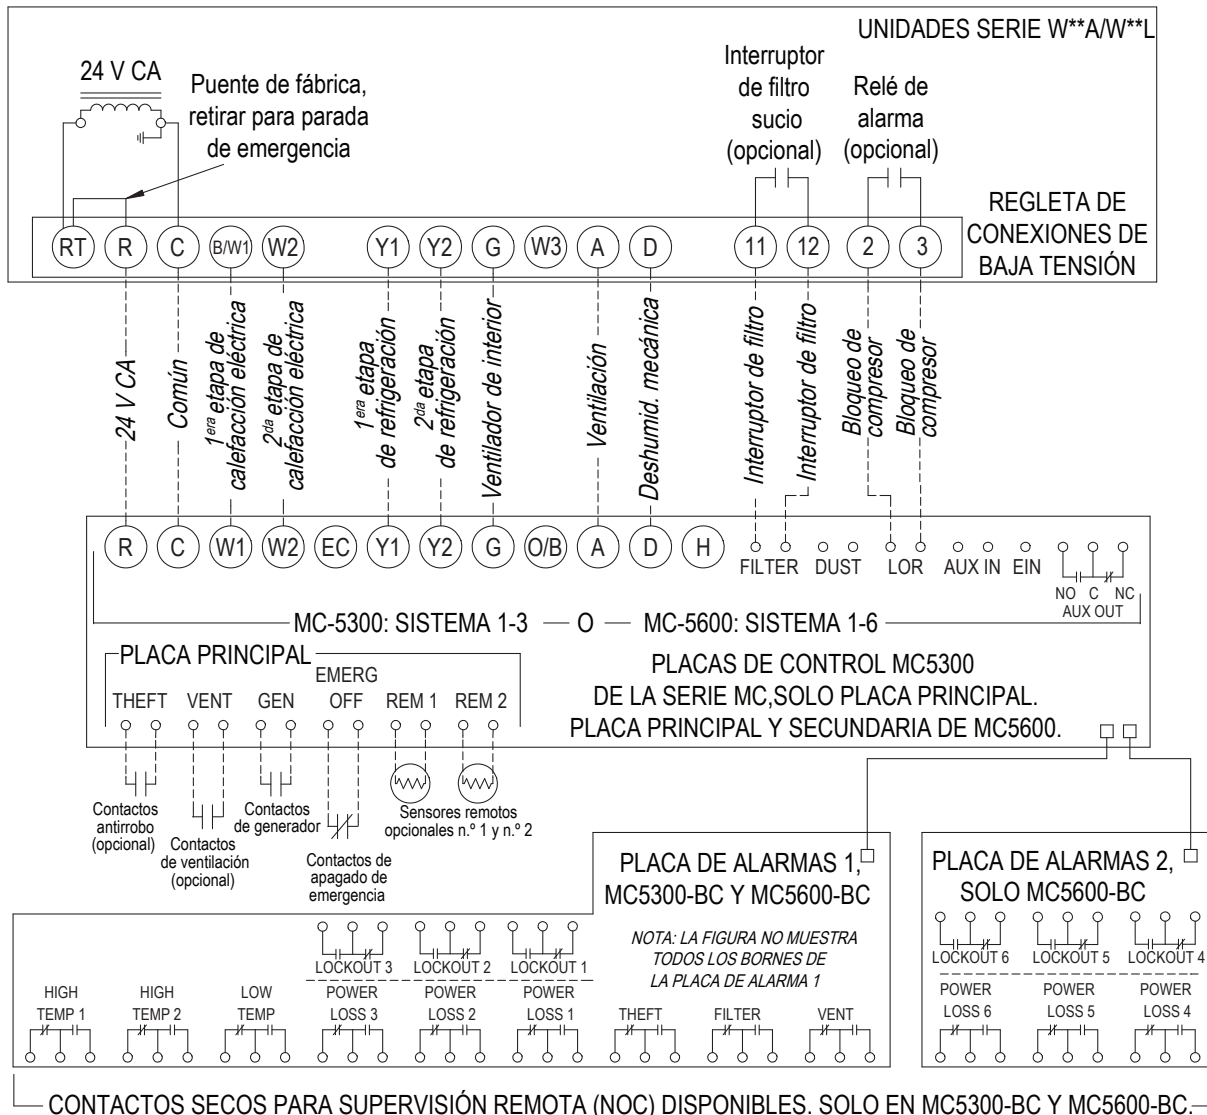 UNIDADES SERIE W**A/W**L
24 V CA
Puente de fábrica,
retirar para parada
de emergencia
Interruptor
de filtro
sucio
(opcional)
Relé de
alarma
(opcional)
REGLETA DE
CONEXIONES DE
BAJA TENSIÓN
RT R C B/W1 W2 Y1 Y2 G W3 A D 11 12 2 3
24 V CA
Común
1era etapa de
calefacción eléctrica
2da etapa de
calefacción eléctrica
1era etapa
de refrigeración
2da etapa
de refrigeración
Ventilador de interior
Ventilación
Deshumid. mecánica
Interruptor de filtro
Interruptor de filtro
Bloqueo de
compresor
Bloqueo de
compresor
R C W1 W2 EC Y1 Y2 G O/B A D H
FILTER DUST LOR AUX IN EIN
NO C NC
AUX OUT
MC-5300: SISTEMA 1-3 O MC-5600: SISTEMA 1-6
PLACA PRINCIPAL
THEFT VENT GEN EMERG
OFF REM 1 REM 2
PLACAS DE CONTROL MC5300
DE LA SERIE MC,SOLO PLACA PRINCIPAL.
PLACA PRINCIPAL Y SECUNDARIA DE MC5600.
Contactos
antirrobo
(opcional)
Contactos
de ventilación
(opcional)
Contactos
de generador
Contactos de
apagado de
emergencia
Sensores remotos
opcionales n.º 1 y n.º 2
PLACA DE ALARMAS 1,
MC5300-BC Y MC5600-BC
NOTA: LA FIGURA NO MUESTRA
TODOS LOS BORNES DE
LA PLACA DE ALARMA 1
LOCKOUT 3 LOCKOUT 2 LOCKOUT 1
HIGH
TEMP 1
HIGH
TEMP 2
LOW
TEMP
POWER
LOSS 3
POWER
LOSS 2
POWER
LOSS 1
THEFT
FILTER
VENT
PLACA DE ALARMAS 2,
SOLO MC5600-BC
LOCKOUT 6 LOCKOUT 5 LOCKOUT 4
POWER
LOSS 6
POWER
LOSS 5
POWER
LOSS 4
CONTACTOS SECOS PARA SUPERVISIÓN REMOTA (NOC) DISPONIBLES. SOLO EN MC5300-BC Y MC5600-BC.